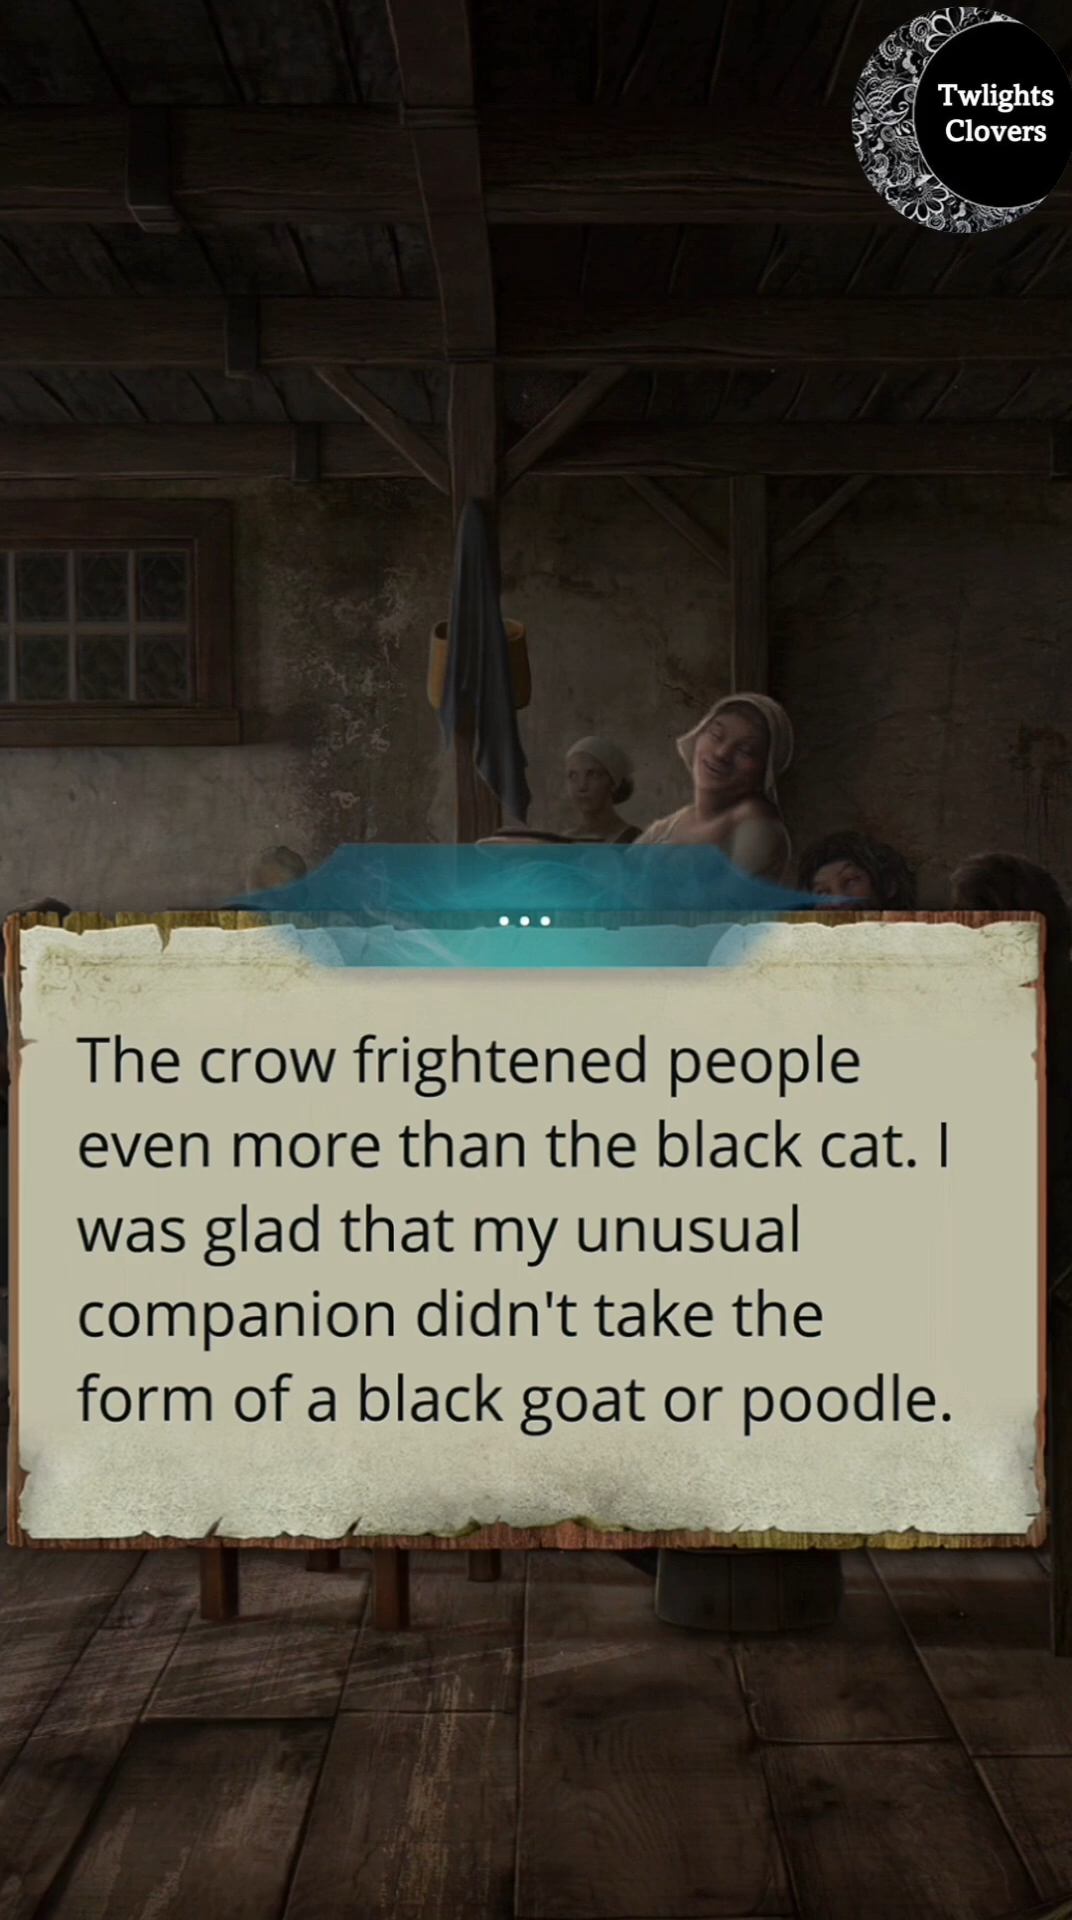 Twlights
Clovers
...
The crow frightened people
even more than the black cat. I
was glad that my unusual
companion didn't take the
form of a black goat or poodle.